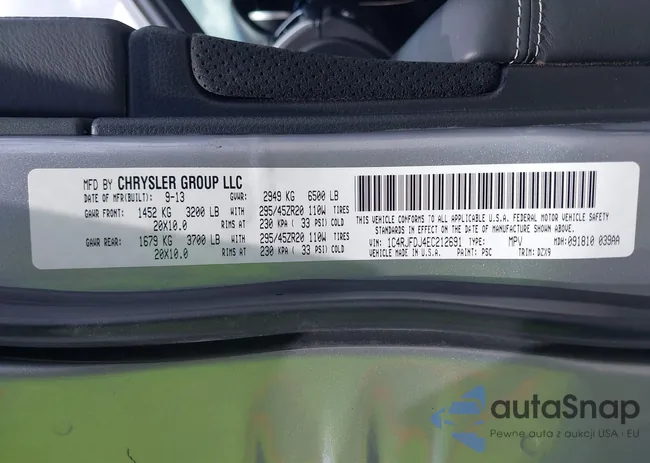 MFD BY CHRYSLER GROUP LLC
DATE OF MFR(BUILT): 9-13 GVWR: 2949 KG 6500 LB
GAWR FRONT: 1452 KG 3200 LB WITH 295/45ZR20 110W TIRES
20X10.0 RIMS AT 230 KPA ( 33 PSI) COLD
GAWR REAR: 1679 KG 3700 LB WITH 295/45ZR20 110W TIRES
20X10.0 RIMS AT 230 KPA ( 33 PSI) COLD
THIS VEHICLE CONFORMS TO ALL APPLICABLE U.S.A. FEDERAL MOTOR VEHICLE SAFETY
STANDARDS IN EFFECT ON THE DATE OF MANUFACTURE SHOWN ABOVE.
VIN: 1C4RJFDJ4EC212691 TYPE: MPV MDH: 091810 039AA
VEHICLE MADE IN U.S.A. PAINT: PSC TRIM: DZX9
autoSnap
Pewne auta z aukcji USA i EU